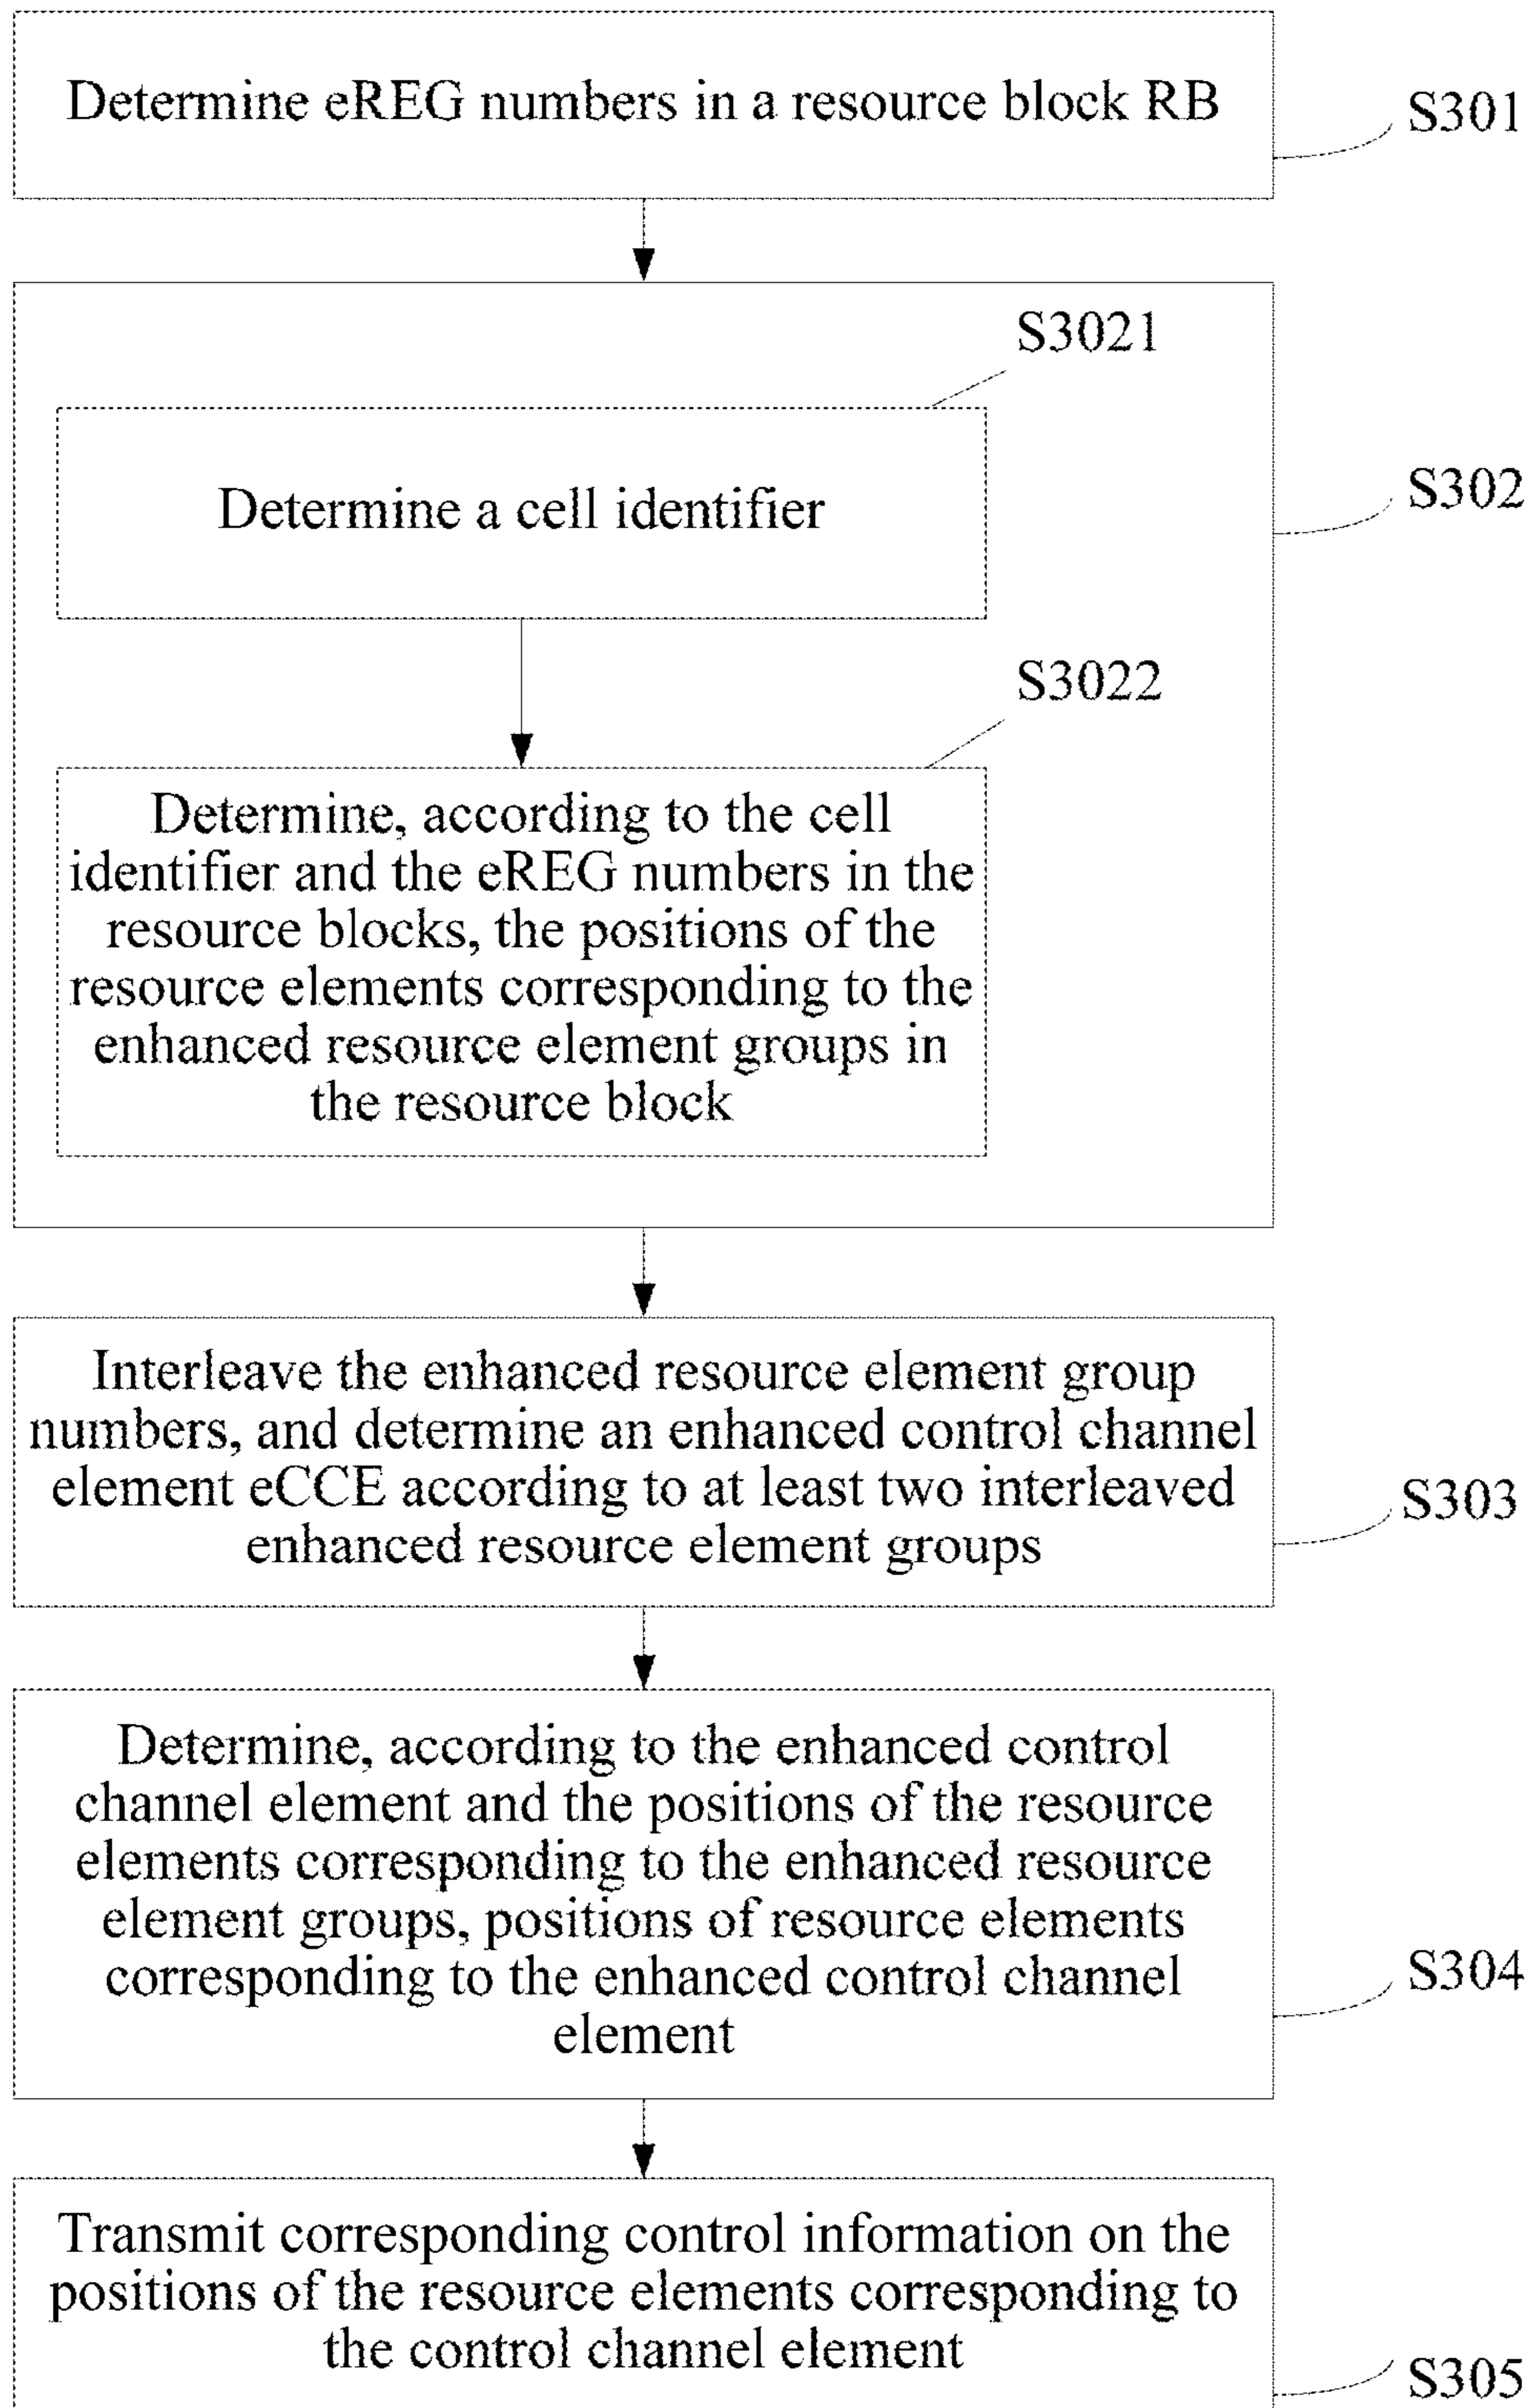 Determine eREG numbers in a resource block RB
S301
S3021
Determine a cell identifier
S302
S3022
Determine, according to the cell
identifier and the eREG numbers in the
resource blocks, the positions of the
resource elements corresponding to the
enhanced resource element groups in
the resource block
Interleave the enhanced resource element group
numbers, and determine an enhanced control channel
element eCCE according to at least two interleaved
enhanced resource element groups
S303
Determine, according to the enhanced control
channel element and the positions of the resource
elements corresponding to the enhanced resource
element groups, positions of resource elements
corresponding to the enhanced control channel
element
S304
Transmit corresponding control information on the
positions of the resource elements corresponding to
the control channel element
S305